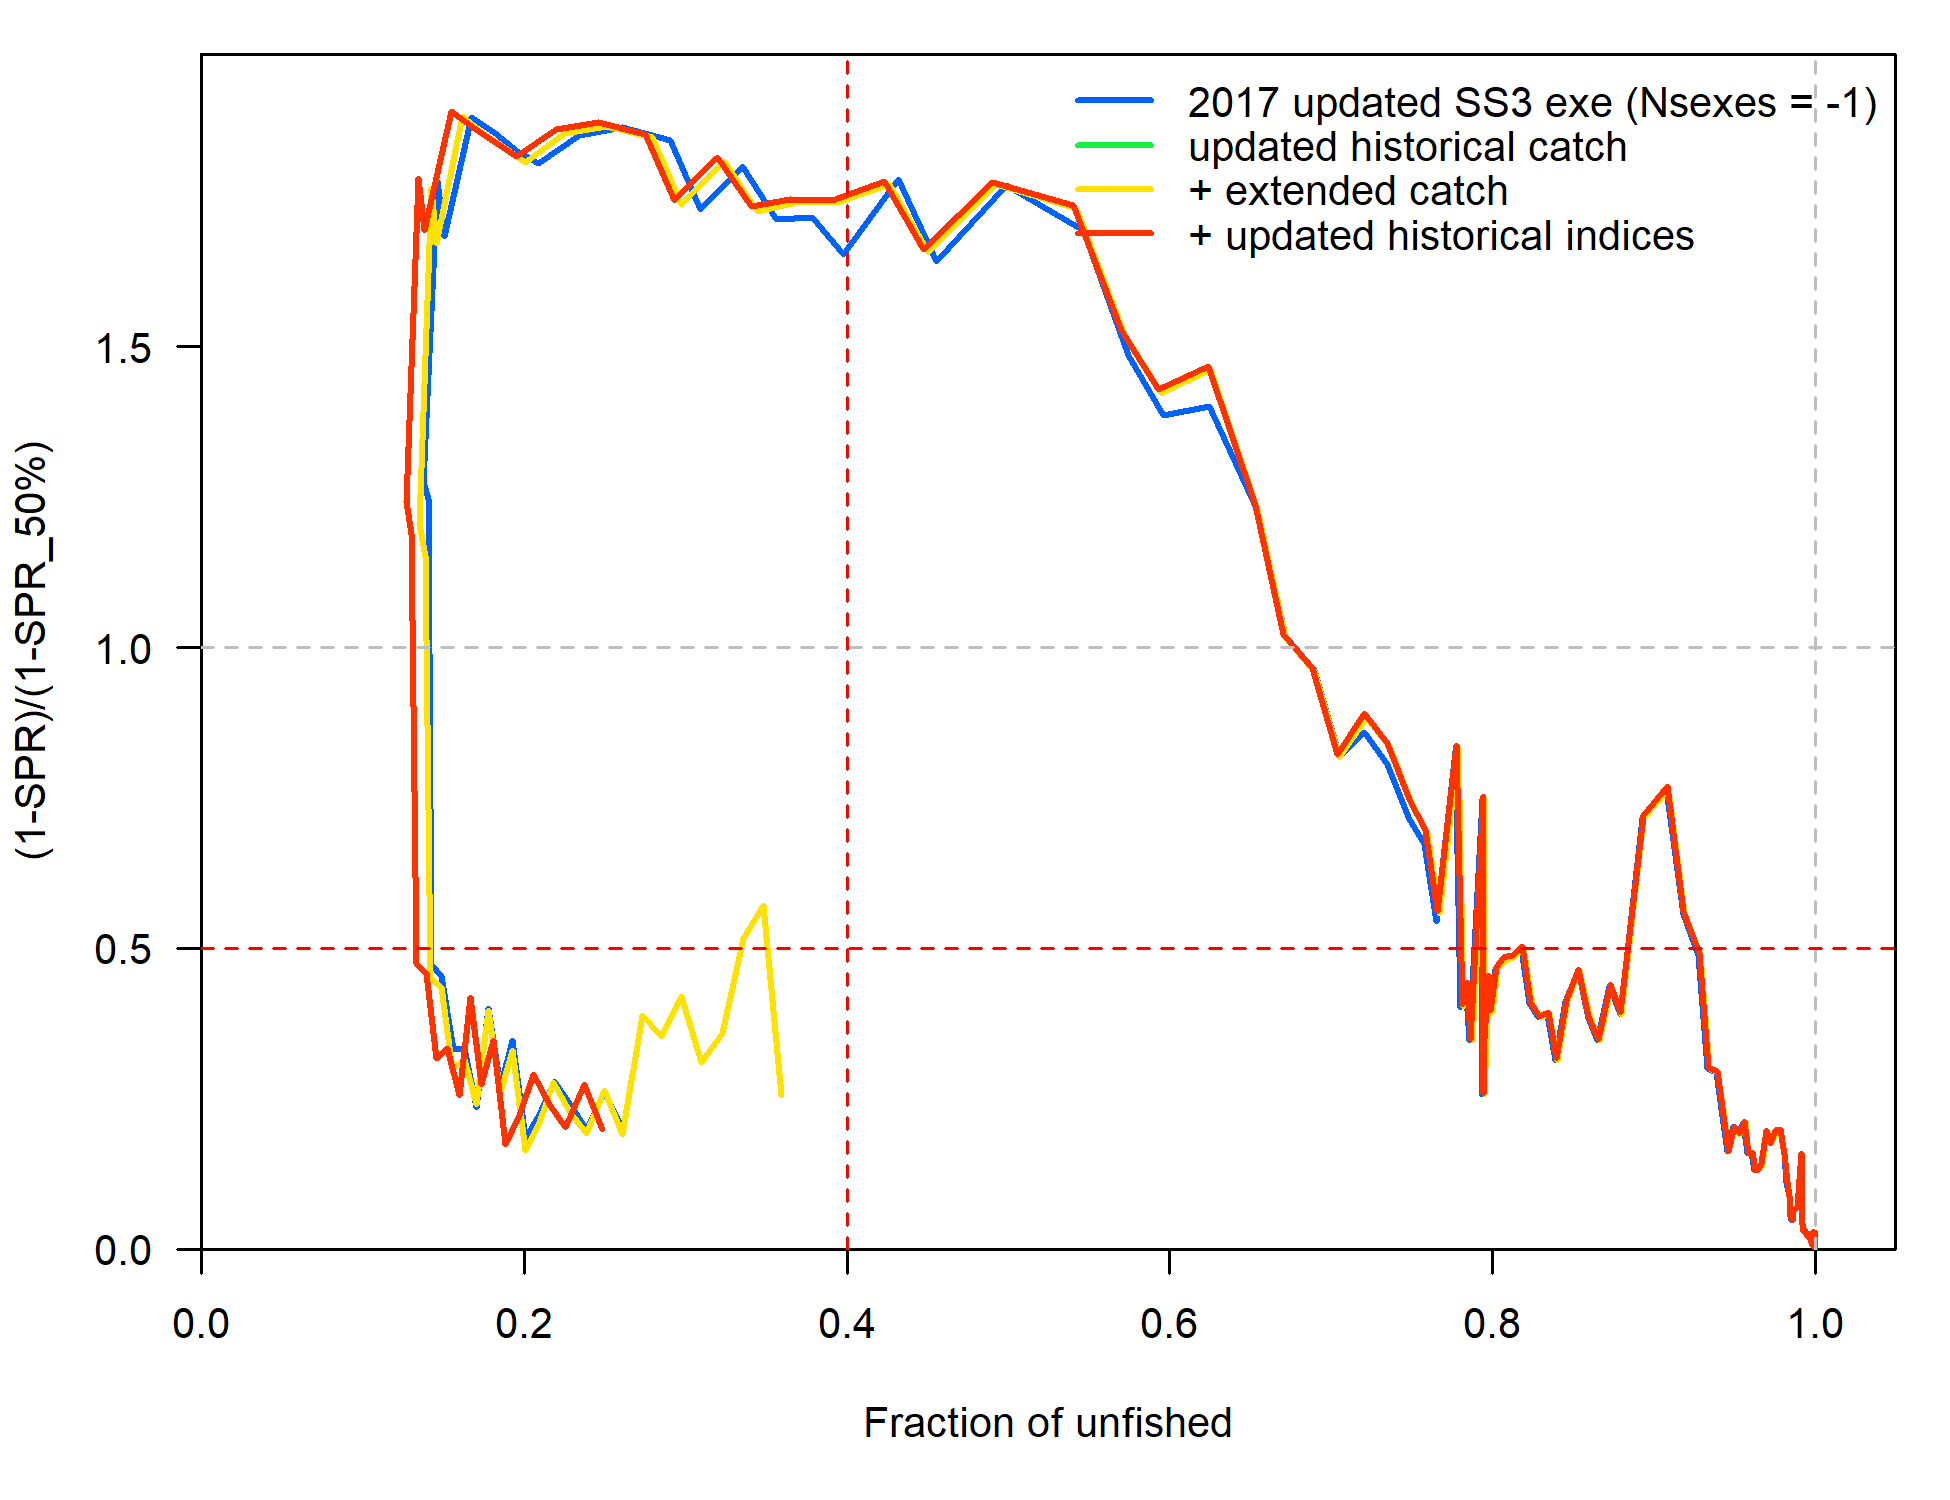 2017 updated SS3 exe (Nsexes = -1)
updated historical catch
+ extended catch
+ updated historical indices
(1-SPR)/(1-SPR_50%)
1.5
1.0
0.5
0.0
0.0 0.2 0.4 0.6 0.8 1.0
Fraction of unfished